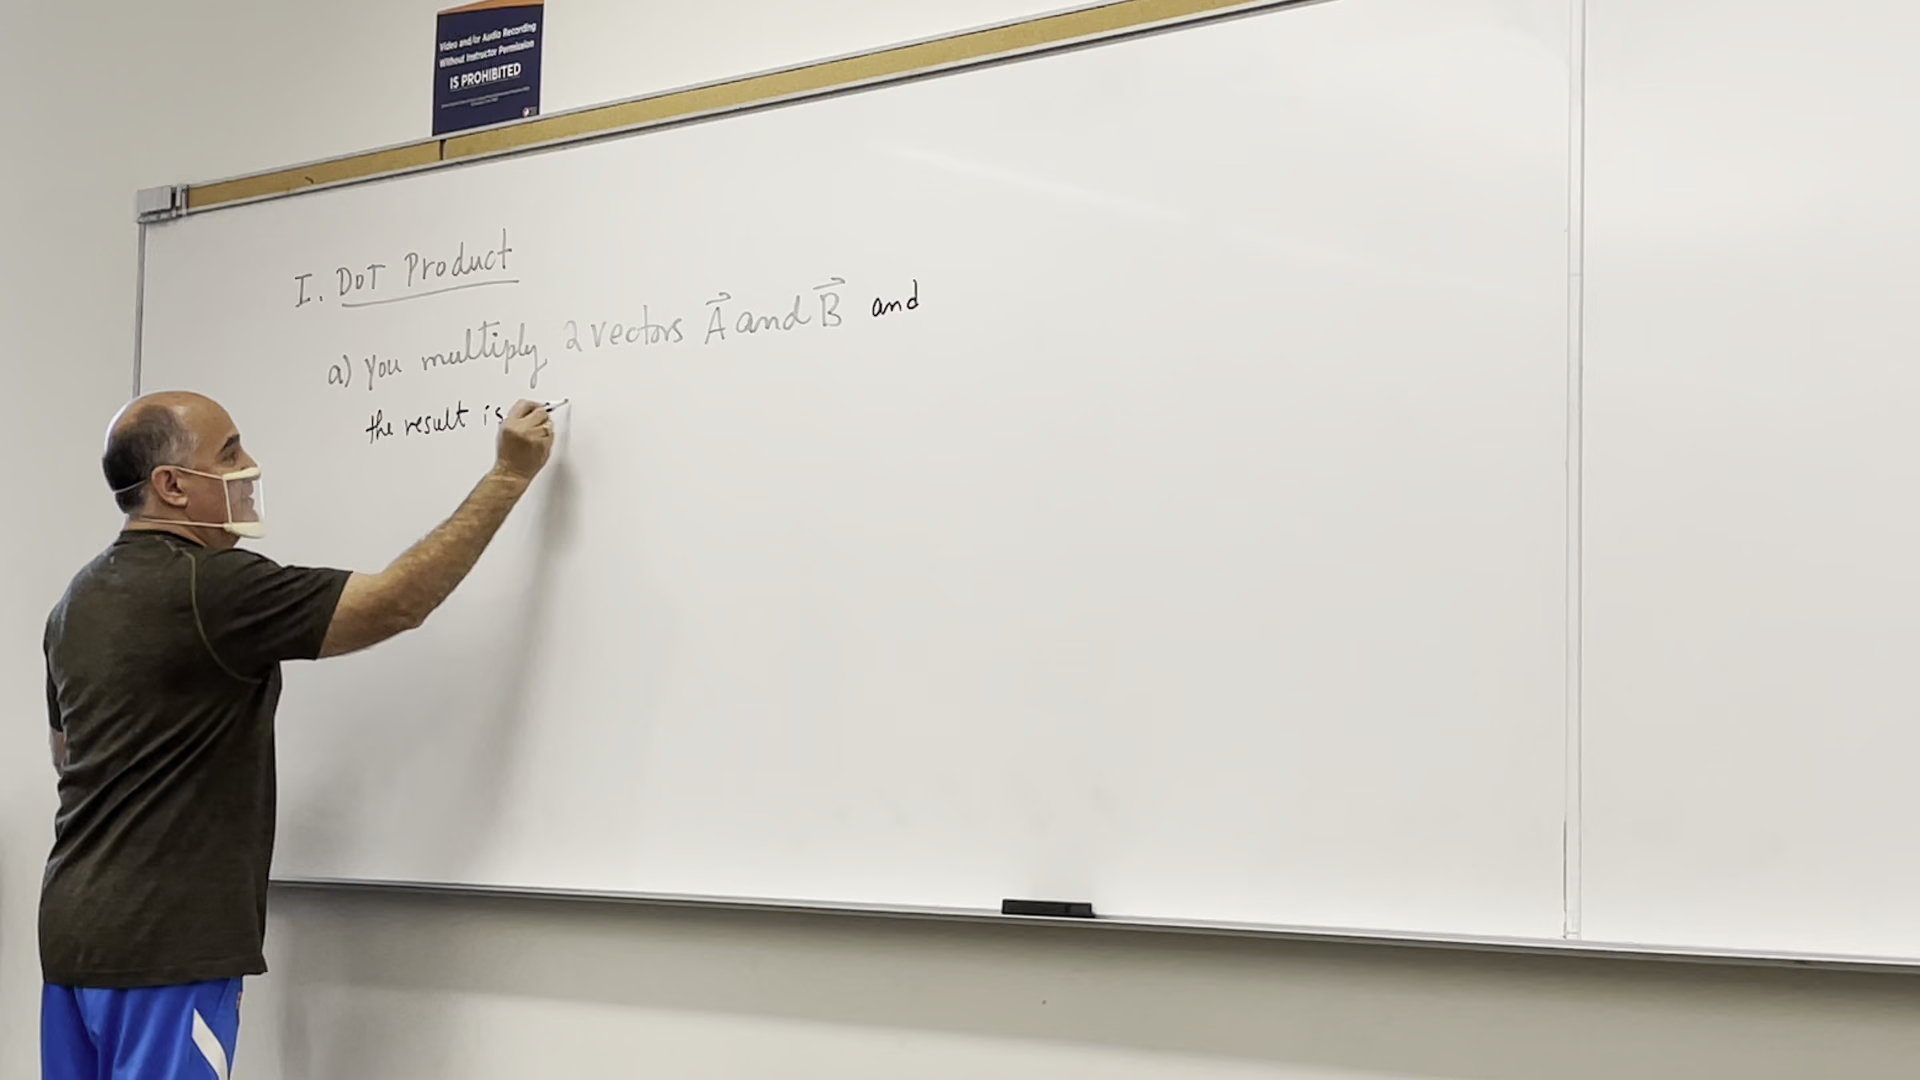 Video and/or Audio Recording
Without Instructor Permission
IS PROHIBITED
I. DOT Product
a) You multiply 2 vectors A⃗ and B⃗ and
the result is